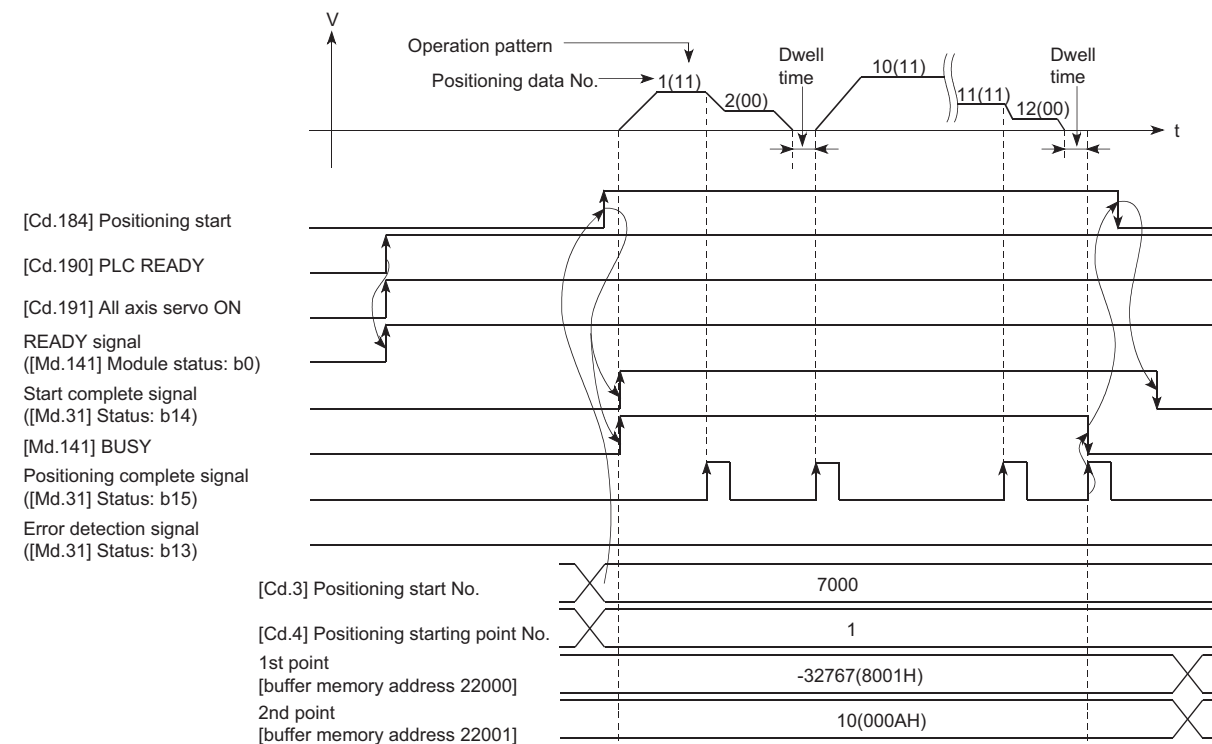 V
Operation pattern
Dwell
time
Dwell
time
Positioning data No.
1(11)
2(00)
10(11)
11(11)
12(00)
t
[Cd.184] Positioning start
[Cd.190] PLC READY
[Cd.191] All axis servo ON
READY signal
([Md.141] Module status: b0)
Start complete signal
([Md.31] Status: b14)
[Md.141] BUSY
Positioning complete signal
([Md.31] Status: b15)
Error detection signal
([Md.31] Status: b13)
[Cd.3] Positioning start No.
7000
[Cd.4] Positioning starting point No.
1
1st point
[buffer memory address 22000]
-32767(8001H)
2nd point
[buffer memory address 22001]
10(000AH)